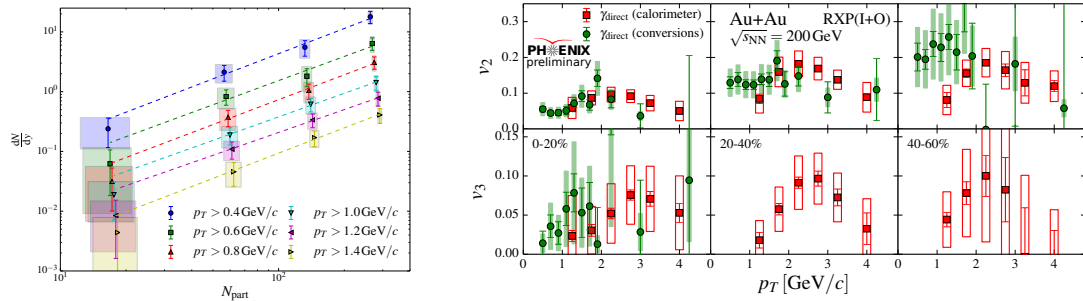 10^2
10^1
10^0
10^-1
10^-2
10^-3
dN
dy
p_T > 0.4 GeV/c
p_T > 0.6 GeV/c
p_T > 0.8 GeV/c
p_T > 1.0 GeV/c
p_T > 1.2 GeV/c
p_T > 1.4 GeV/c
10^1
10^2
N_part
0.3
0.2
0.1
0.0
v_2
γ_direct (calorimeter)
γ_direct (conversions)
PHENIX
preliminary
Au+Au
RXP(I+O)
√s_NN = 200 GeV
0.15
0.10
0.05
0.00
v_3
0-20%
20-40%
40-60%
0 1 2 3 4
0 1 2 3 4
0 1 2 3 4
p_T [GeV/c]